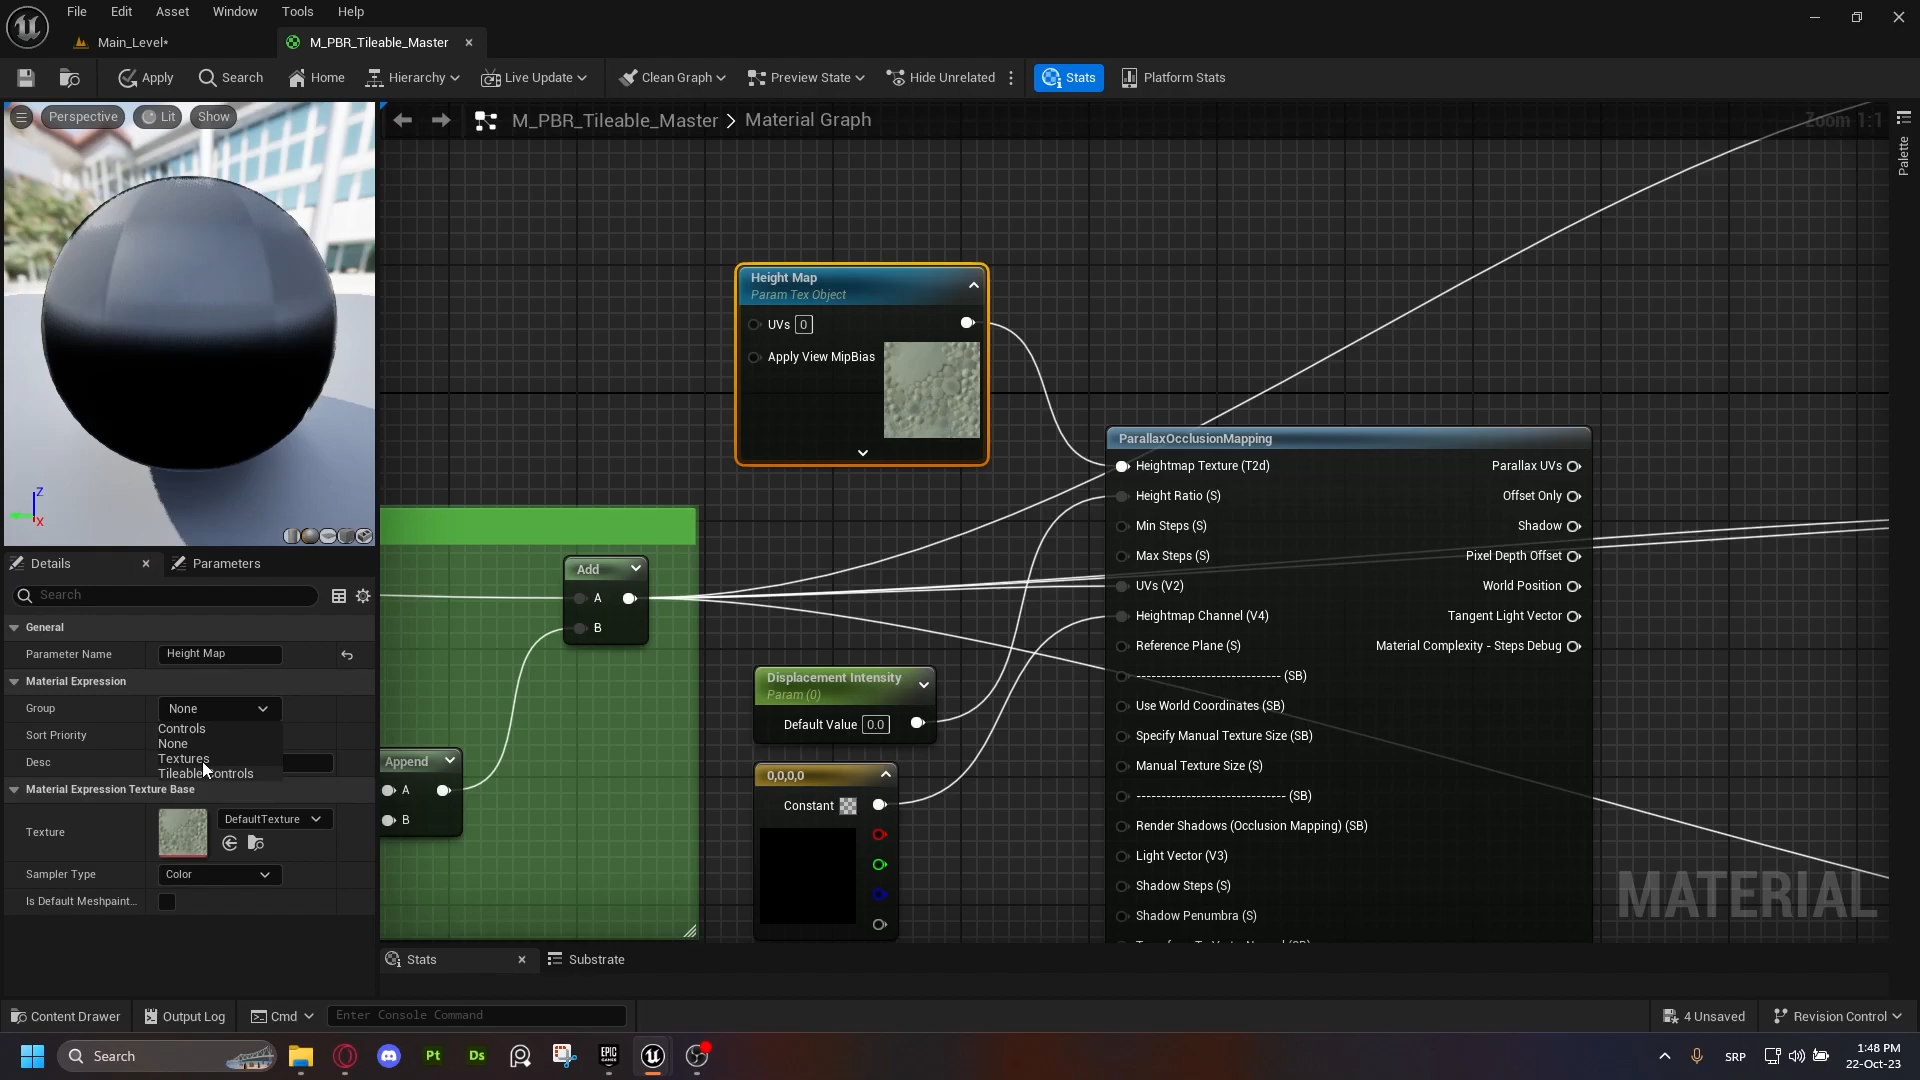 File Edit Asset Window Tools Help
Main_Level*
M_PBR_Tileable_Master
Apply
Search
Home
Hierarchy
Live Update
Clean Graph
Preview State
Hide Unrelated
Stats
Platform Stats
Perspective
Lit
Show
M_PBR_Tileable_Master > Material Graph
Zoom 1:1
Palette
Z
X
Height Map
Param Tex Object
UVs 0
Apply View MipBias
Add
A
B
Append
A
B
Displacement Intensity
Param (0)
Default Value 0.0
0,0,0,0
Constant
ParallaxOcclusionMapping
Heightmap Texture (T2d)
Parallax UVs
Height Ratio (S)
Offset Only
Min Steps (S)
Shadow
Max Steps (S)
Pixel Depth Offset
UVs (V2)
World Position
Heightmap Channel (V4)
Tangent Light Vector
Reference Plane (S)
Material Complexity - Steps Debug
---------------------------- (SB)
Use World Coordinates (SB)
Specify Manual Texture Size (SB)
Manual Texture Size (S)
----------------------------- (SB)
Render Shadows (Occlusion Mapping) (SB)
Light Vector (V3)
Shadow Steps (S)
Shadow Penumbra (S)
MATERIAL
Details
Parameters
Search
General
Parameter Name
Height Map
Material Expression
Group
None
Controls
None
Textures
Tileable Controls
Sort Priority
Desc
Material Expression Texture Base
Texture
DefaultTexture
Sampler Type
Color
Is Default Meshpaint...
Stats
Substrate
Content Drawer
Output Log
Cmd
Enter Console Command
4 Unsaved
Revision Control
Search
Pt
Ds
EPIC
GAMES
SRP
1:48 PM
22-Oct-23